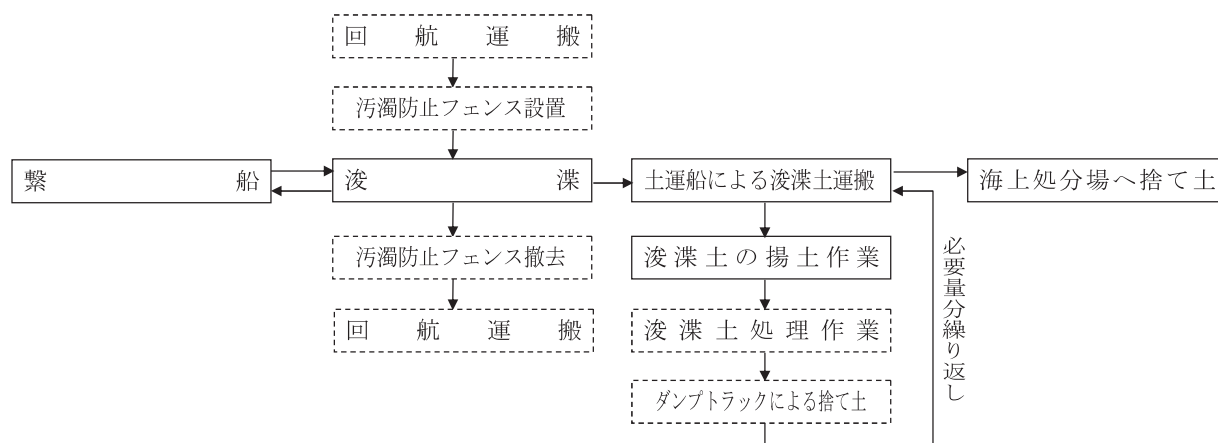 回航運搬
汚濁防止フェンス設置
繋船
浚渫
土運船による浚渫土運搬
海上処分場へ捨て土
汚濁防止フェンス撤去
浚渫土の揚土作業
必要量分繰り返し
回航運搬
浚渫土処理作業
ダンプトラックによる捨て土